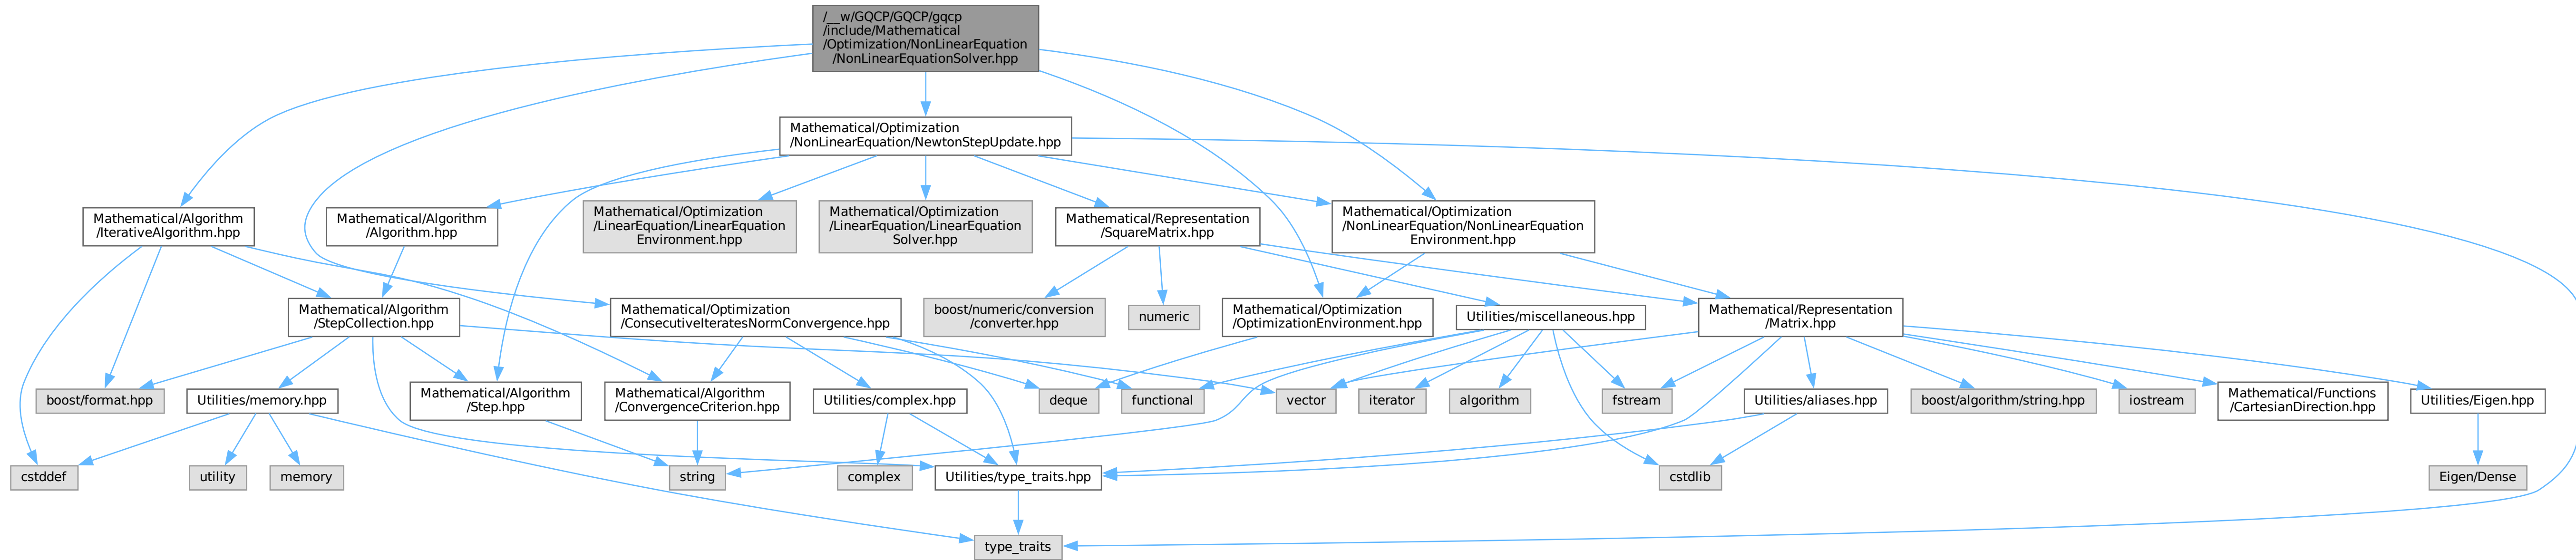 /__w/GQCP/GQCP/gqcp
/include/Mathematical
/Optimization/NonLinearEquation
/NonLinearEquationSolver.hpp
Mathematical/Optimization
/NonLinearEquation/NewtonStepUpdate.hpp
Mathematical/Algorithm
/IterativeAlgorithm.hpp
Mathematical/Algorithm
/Algorithm.hpp
Mathematical/Optimization
/LinearEquation/LinearEquation
Environment.hpp
Mathematical/Optimization
/LinearEquation/LinearEquation
Solver.hpp
Mathematical/Representation
/SquareMatrix.hpp
Mathematical/Optimization
/NonLinearEquation/NonLinearEquation
Environment.hpp
Mathematical/Algorithm
/StepCollection.hpp
Mathematical/Optimization
/ConsecutiveIteratesNormConvergence.hpp
boost/numeric/conversion
/converter.hpp
numeric
Mathematical/Optimization
/OptimizationEnvironment.hpp
Utilities/miscellaneous.hpp
Mathematical/Representation
/Matrix.hpp
boost/format.hpp
Utilities/memory.hpp
Mathematical/Algorithm
/Step.hpp
Mathematical/Algorithm
/ConvergenceCriterion.hpp
Utilities/complex.hpp
deque
functional
vector
iterator
algorithm
fstream
Utilities/aliases.hpp
boost/algorithm/string.hpp
iostream
Mathematical/Functions
/CartesianDirection.hpp
Utilities/Eigen.hpp
cstddef
utility
memory
string
complex
Utilities/type_traits.hpp
cstdlib
Eigen/Dense
type_traits